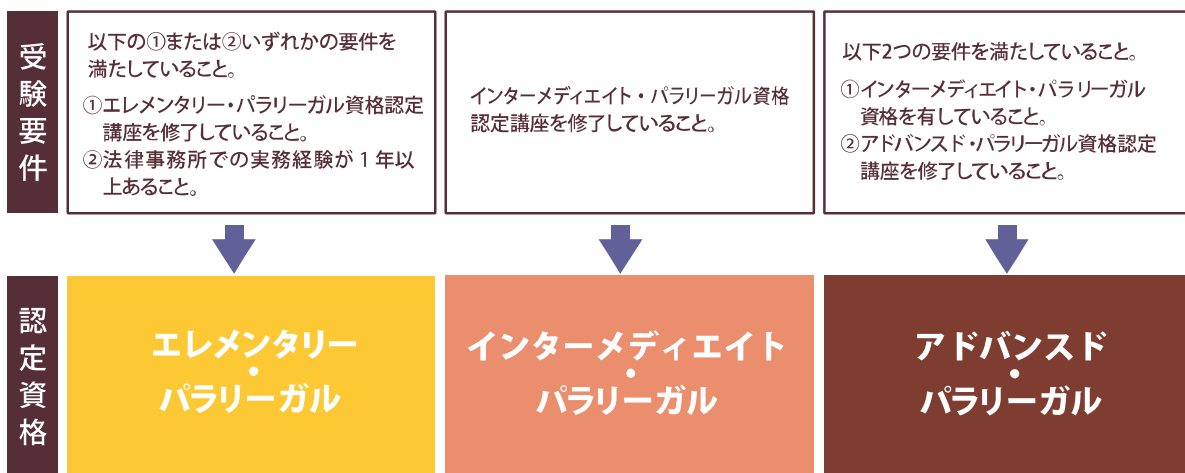 受験要件
以下の①または②いずれかの要件を
満たしていること。
①エレメンタリー・パラリーガル資格認定
講座を修了していること。
②法律事務所での実務経験が１年以
上あること。
インターメディエイト・パラリーガル資格
認定講座を修了していること。
以下2つの要件を満たしていること。
①インターメディエイト・パラリーガル
資格を有していること。
②アドバンスド・パラリーガル資格認定
講座を修了していること。
認定資格
エレメンタリー
・
パラリーガル
インターメディエイト
・
パラリーガル
アドバンスド
・
パラリーガル